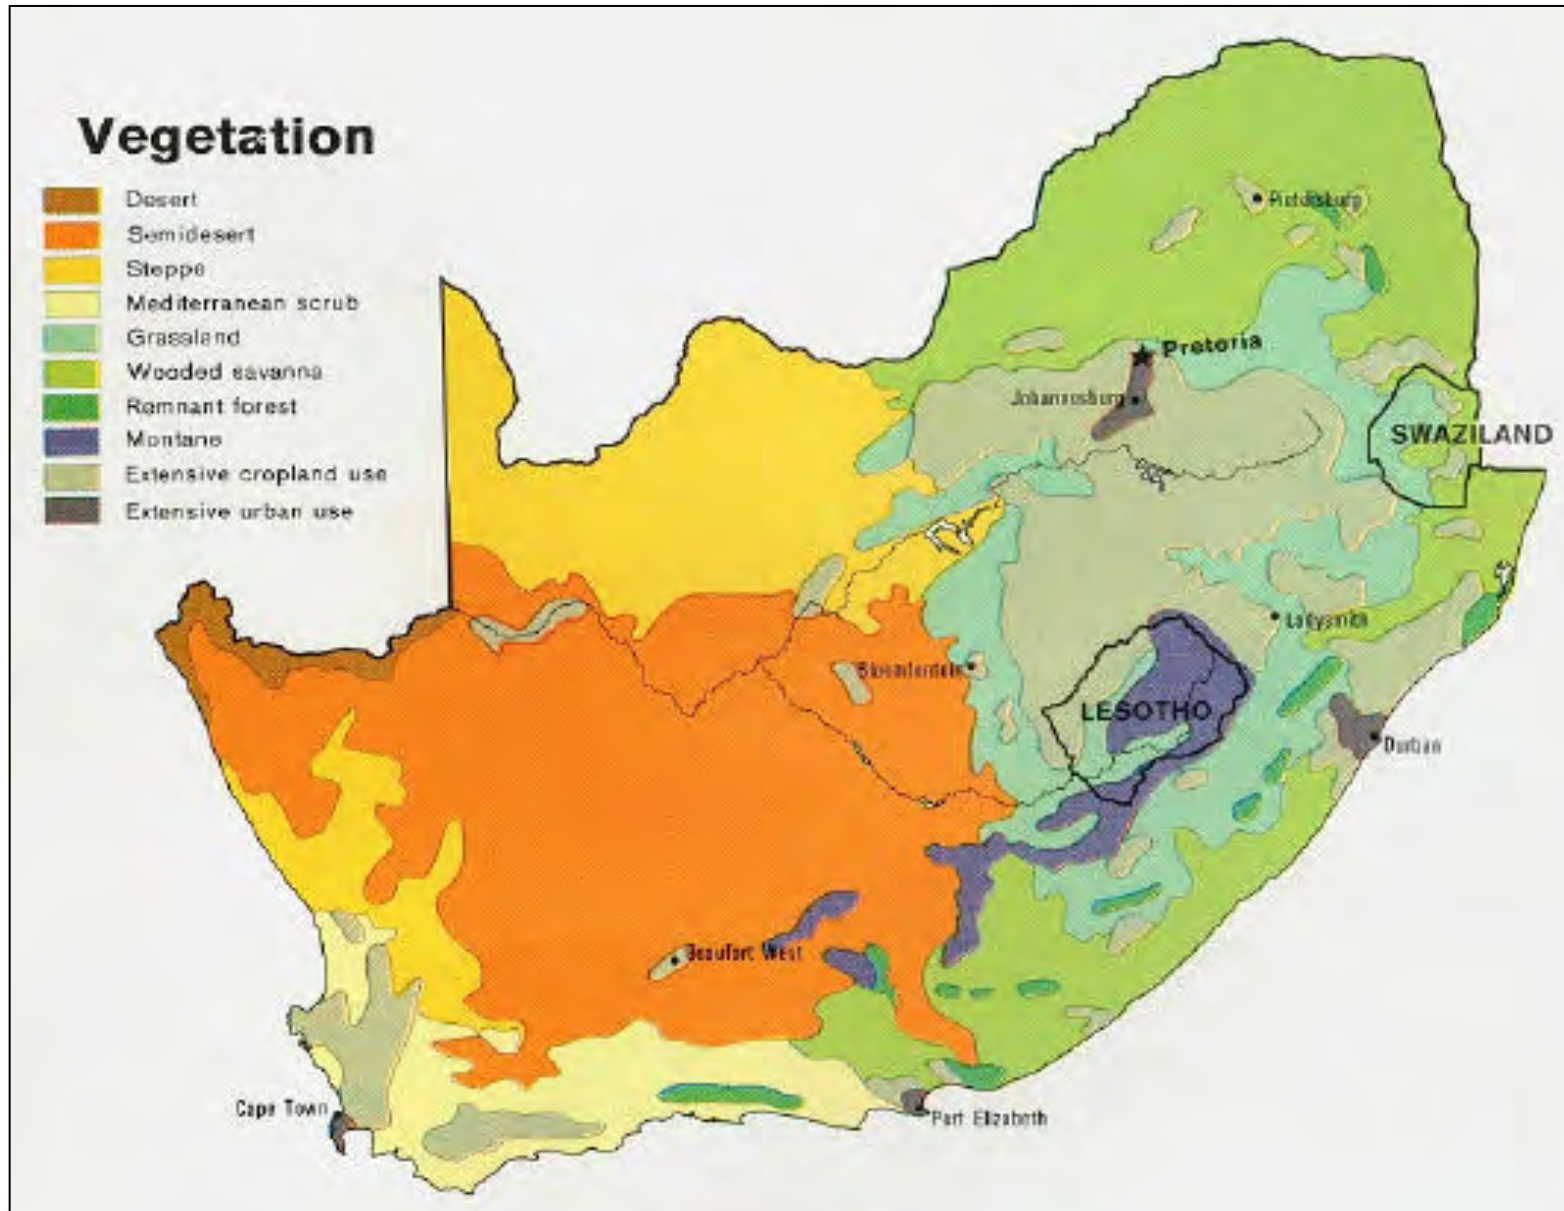 Vegetation
Desert
Semidesert
Steppe
Mediterranean scrub
Grassland
Wooded savanna
Remnant forest
Montane
Extensive cropland use
Extensive urban use
Pietersburg
Pretoria
Johannesburg
SWAZILAND
Ladysmith
Bloemfontein
LESOTHO
Durban
Beaufort West
Cape Town
Port Elizabeth